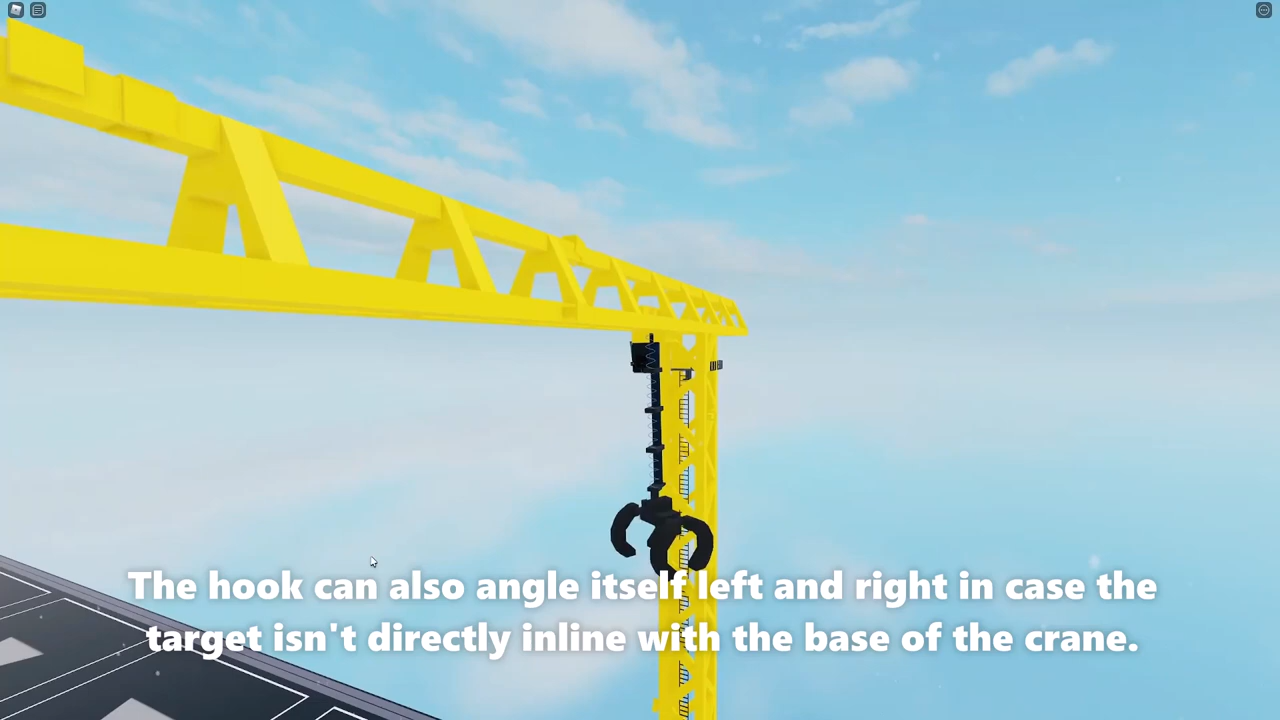 The hook can also angle itself left and right in case the
target isn't directly inline with the base of the crane.